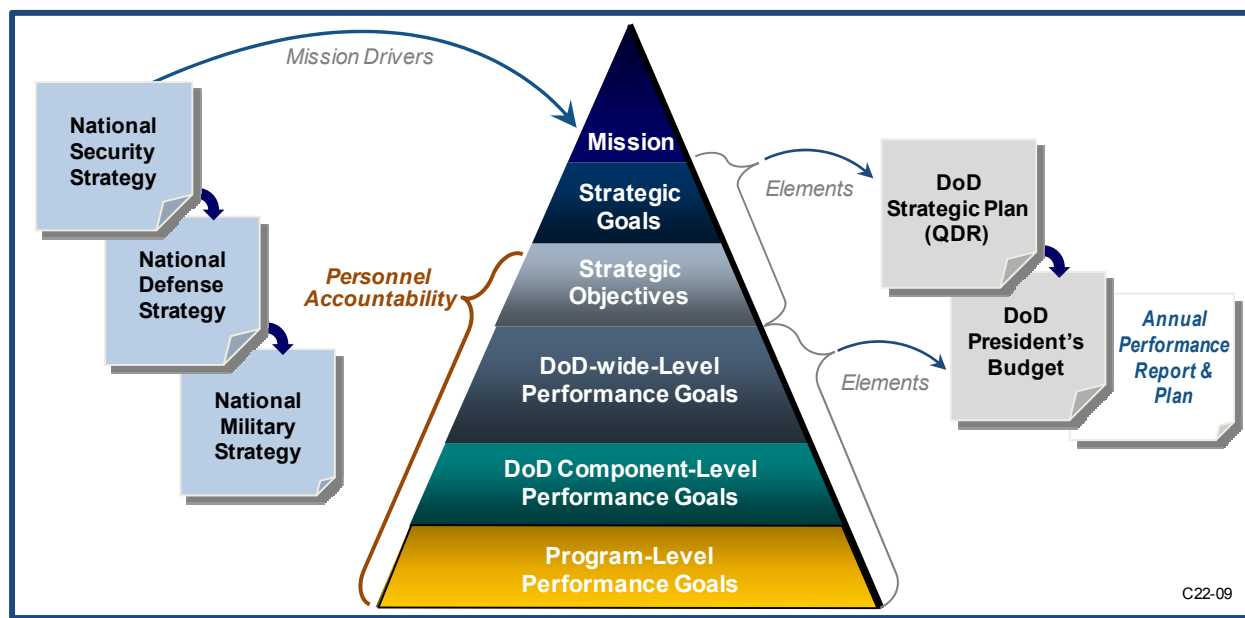 Mission Drivers
National
Security
Strategy
National
Defense
Strategy
National
Military
Strategy
Personnel
Accountability
Mission
Strategic
Goals
Strategic
Objectives
DoD-wide-Level
Performance Goals
DoD Component-Level
Performance Goals
Program-Level
Performance Goals
Elements
DoD
Strategic Plan
(QDR)
Elements
DoD
President’s
Budget
Annual
Performance
Report &
Plan
C22-09